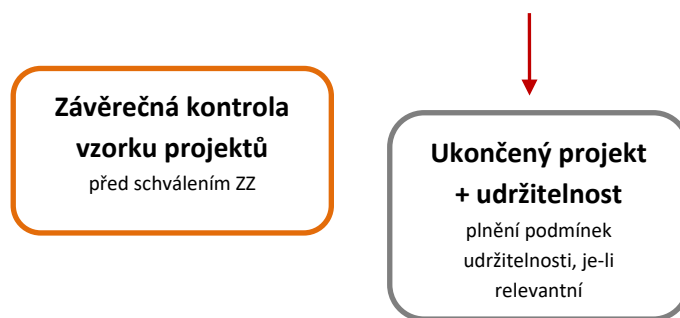 Závěrečná kontrola
vzorku projektů
před schválením ZZ
Ukončený projekt
+ udržitelnost
plnění podmínek
udržitelnosti, je-li
relevantní